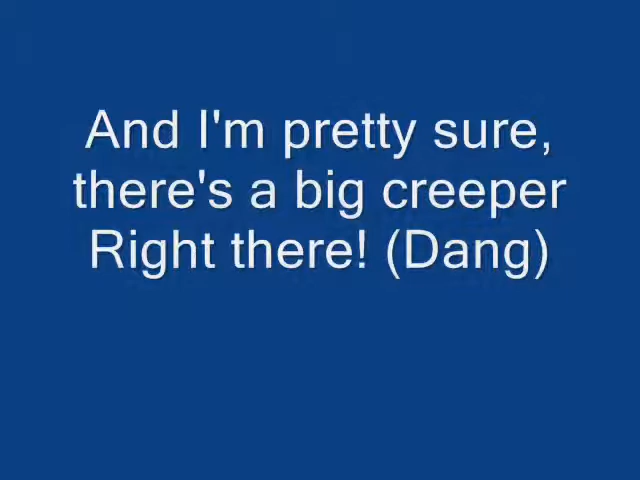 And I'm pretty sure,
there's a big creeper
Right there! (Dang)